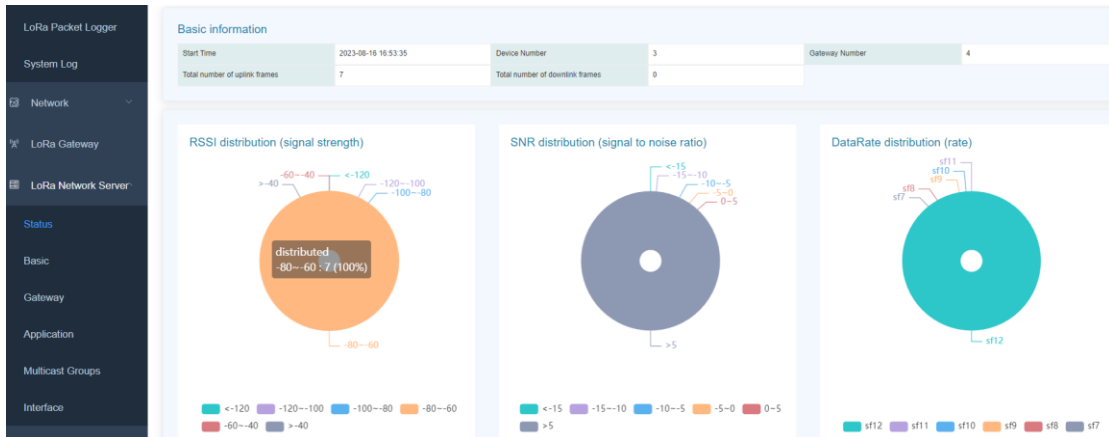 LoRa Packet Logger
System Log
Network
LoRa Gateway
LoRa Network Server
Status
Basic
Gateway
Application
Multicast Groups
Interface
Basic information
Start Time 2023-08-16 16:53:35 Device Number 3 Gateway Number 4
Total number of uplink frames 7 Total number of downlink frames 0
RSSI distribution (signal strength)
-60~-40 <-120
>-40 -120~-100
-100~-80
distributed
-80~-60 : 7 (100%)
-80~-60
<-120 -120~-100 -100~-80 -80~-60
-60~-40 >-40
SNR distribution (signal to noise ratio)
<-15
-15~-10
-10~-5
-5~0
0~5
>5
<-15 -15~-10 -10~-5 -5~0 0~5
>5
DataRate distribution (rate)
sf11
sf10
sf9
sf8
sf7
sf12
sf12 sf11 sf10 sf9 sf8 sf7